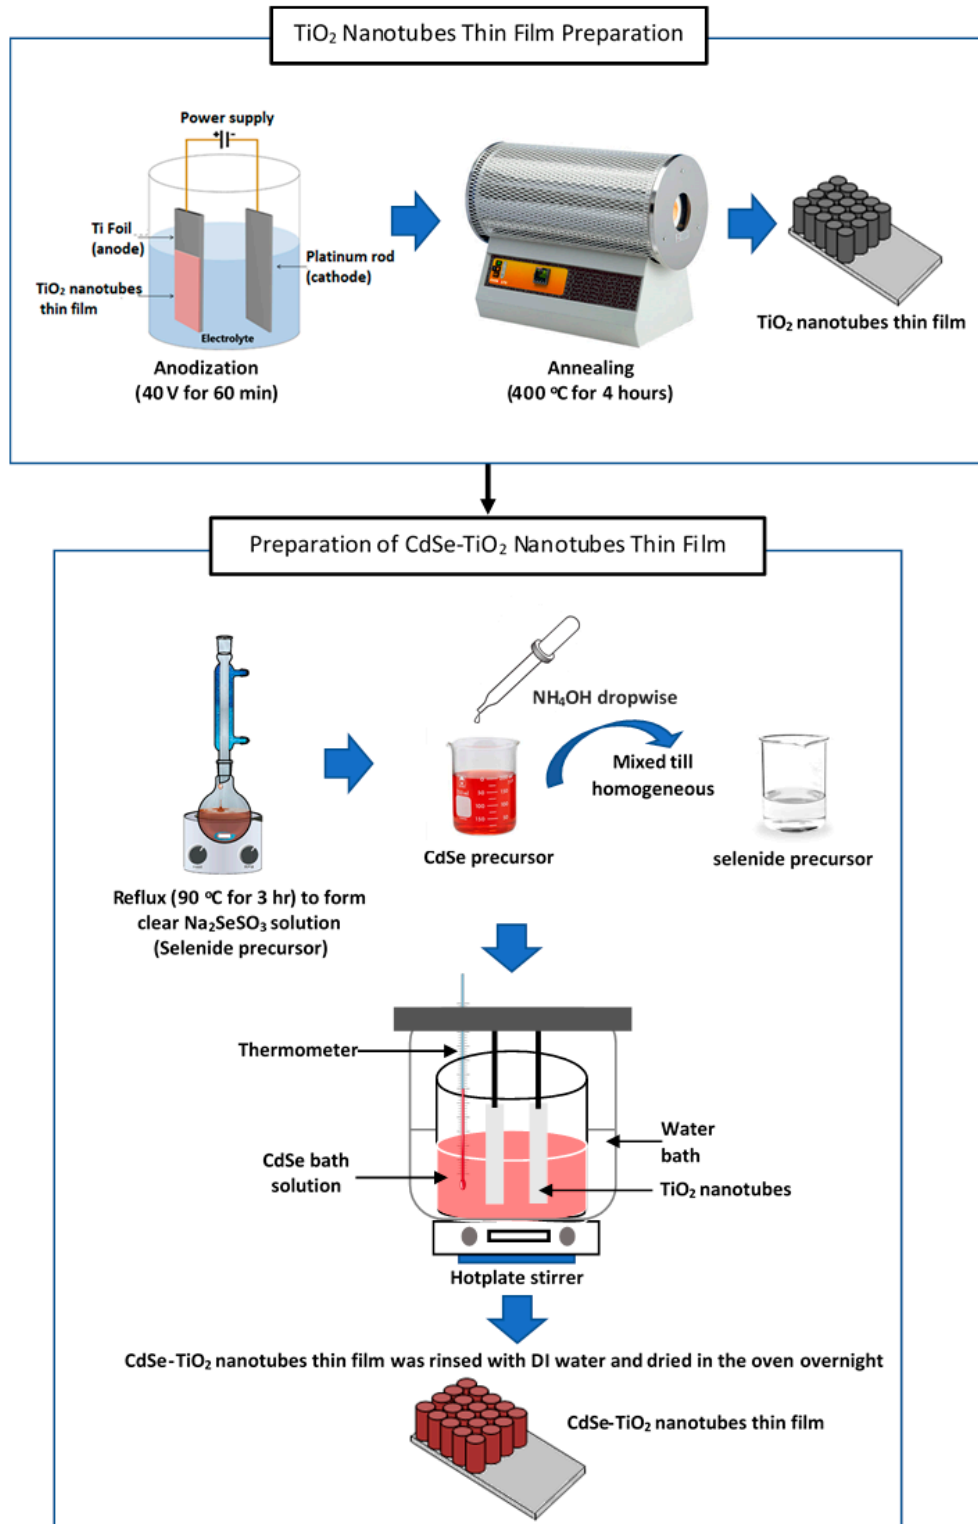 TiO₂ Nanotubes Thin Film Preparation
Power supply
+ -
Ti Foil
(anode)
Platinum rod
(cathode)
TiO₂ nanotubes
thin film
Electrolyte
Anodization
(40 V for 60 min)
Annealing
(400 °C for 4 hours)
TiO₂ nanotubes thin film
Preparation of CdSe-TiO₂ Nanotubes Thin Film
NH₄OH dropwise
Mixed till
homogeneous
CdSe precursor
selenide precursor
Reflux (90 °C for 3 hr) to form
clear Na₂SeSO₃ solution
(Selenide precursor)
Thermometer
Water
bath
CdSe bath
solution
TiO₂ nanotubes
Hotplate stirrer
CdSe-TiO₂ nanotubes thin film was rinsed with DI water and dried in the oven overnight
CdSe-TiO₂ nanotubes thin film